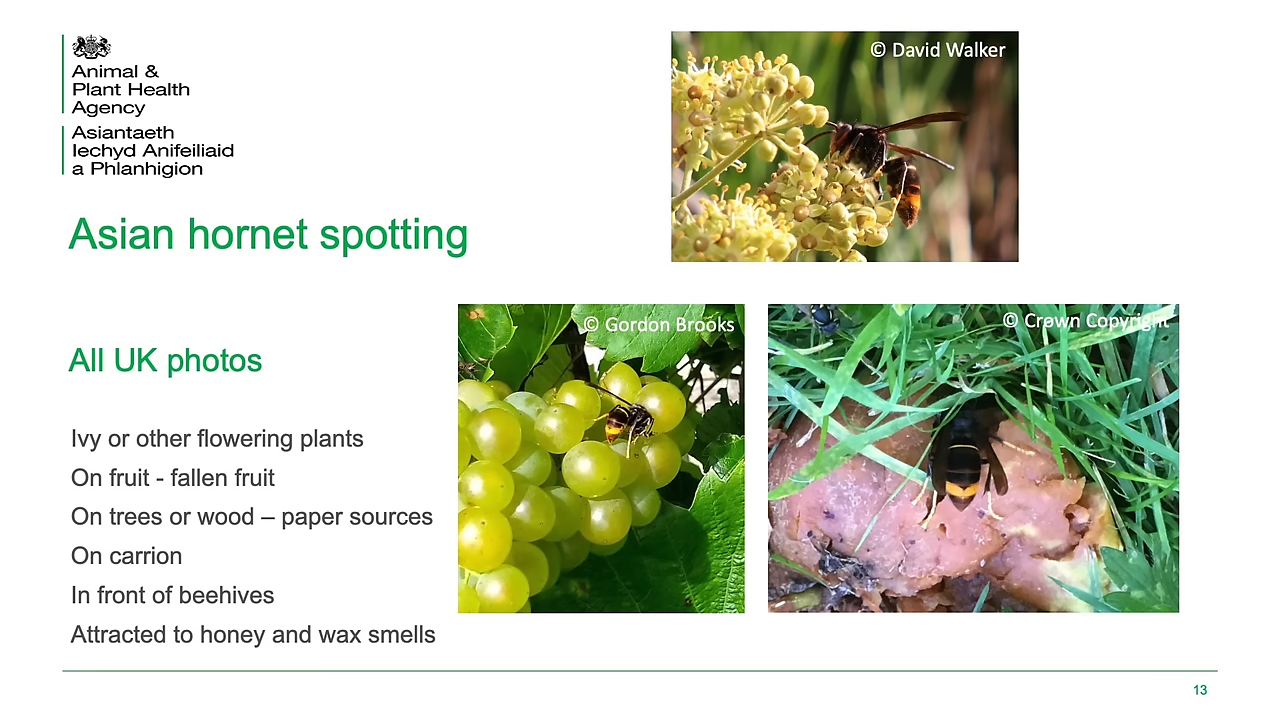 Animal &
Plant Health
Agency
Asiantaeth
Iechyd Anifeiliaid
a Phlanhigion
© David Walker
Asian hornet spotting
All UK photos
Ivy or other flowering plants
On fruit - fallen fruit
On trees or wood – paper sources
On carrion
In front of beehives
Attracted to honey and wax smells
© Gordon Brooks
© Crown Copyright
13